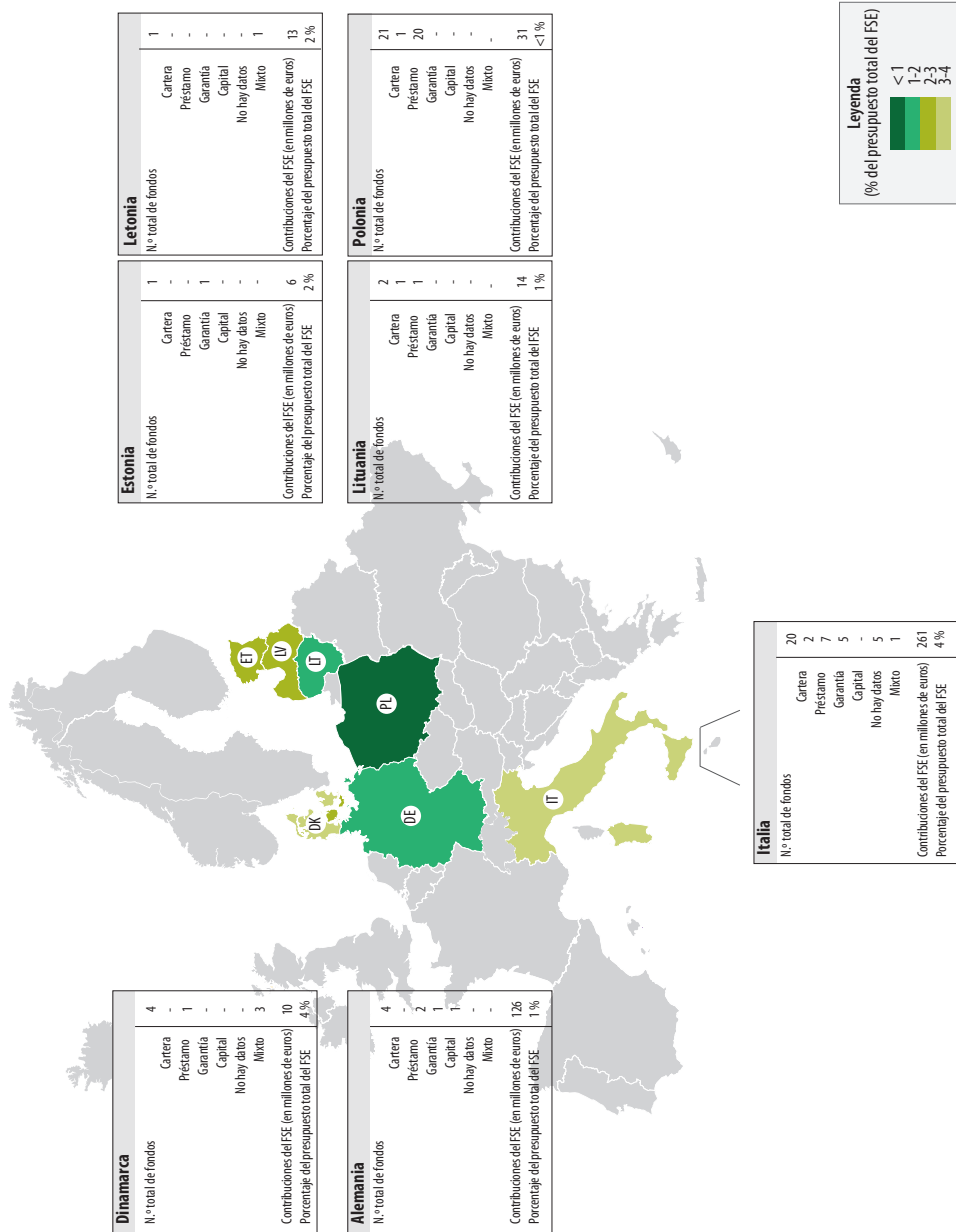 Dinamarca
N.º total de fondos 4
Cartera -
Préstamo 1
Garantía -
Capital -
No hay datos -
Mixto 3
Contribuciones del FSE (en millones de euros) 10
Porcentaje del presupuesto total del FSE 4 %
Alemania
N.º total de fondos 4
Cartera -
Préstamo 2
Garantía 1
Capital 1
No hay datos -
Mixto -
Contribuciones del FSE (en millones de euros) 126
Porcentaje del presupuesto total del FSE 1 %
Estonia
N.º total de fondos 1
Cartera -
Préstamo -
Garantía 1
Capital -
No hay datos -
Mixto -
Contribuciones del FSE (en millones de euros) 6
Porcentaje del presupuesto total del FSE 2 %
Letonia
N.º total de fondos 1
Cartera -
Préstamo -
Garantía -
Capital -
No hay datos -
Mixto 1
Contribuciones del FSE (en millones de euros) 13
Porcentaje del presupuesto total del FSE 2 %
Lituania
N.º total de fondos 2
Cartera 1
Préstamo 1
Garantía -
Capital -
No hay datos -
Mixto -
Contribuciones del FSE (en millones de euros) 14
Porcentaje del presupuesto total del FSE 1 %
Polonia
N.º total de fondos 21
Cartera 1
Préstamo 20
Garantía -
Capital -
No hay datos -
Mixto -
Contribuciones del FSE (en millones de euros) 31
Porcentaje del presupuesto total del FSE <1 %
ET
LV
LT
DK
PL
DE
IT
Italia
N.º total de fondos 20
Cartera 2
Préstamo 7
Garantía 5
Capital -
No hay datos 5
Mixto 1
Contribuciones del FSE (en millones de euros) 261
Porcentaje del presupuesto total del FSE 4 %
Leyenda
(% del presupuesto total del FSE)
< 1
1-2
2-3
3-4